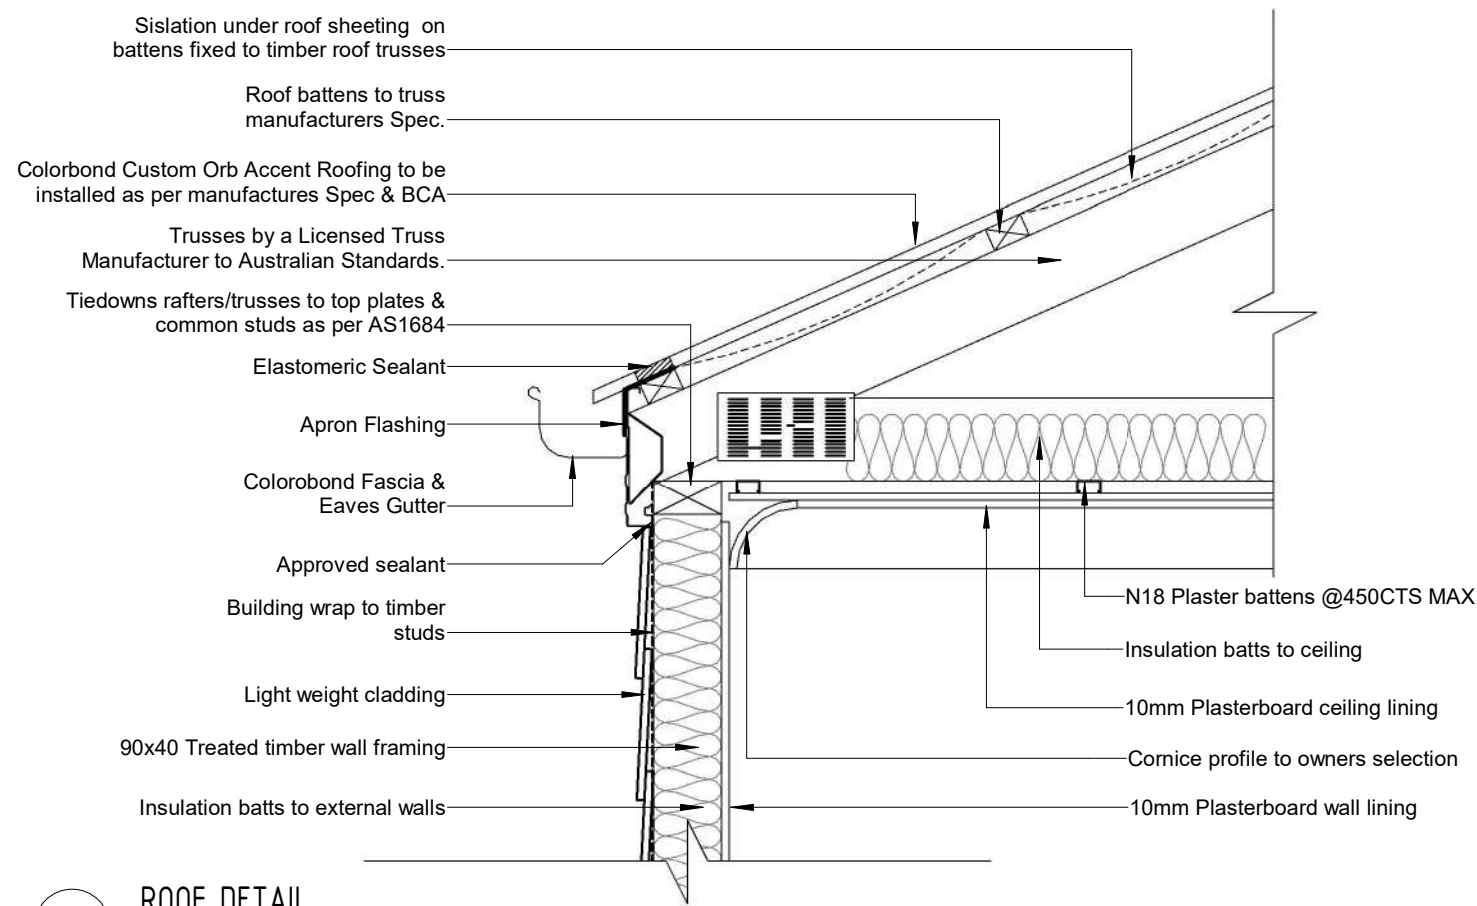 Sislation under roof sheeting on
battens fixed to timber roof trusses
Roof battens to truss
manufacturers Spec.
Colorbond Custom Orb Accent Roofing to be
installed as per manufactures Spec & BCA
Trusses by a Licensed Truss
Manufacturer to Australian Standards.
Tiedowns rafters/trusses to top plates &
common studs as per AS1684
Elastomeric Sealant
Apron Flashing
Colorobond Fascia &
Eaves Gutter
Approved sealant
Building wrap to timber
studs
Light weight cladding
90x40 Treated timber wall framing
Insulation batts to external walls
N18 Plaster battens @450CTS MAX
Insulation batts to ceiling
10mm Plasterboard ceiling lining
Cornice profile to owners selection
10mm Plasterboard wall lining
ROOF DETAIL